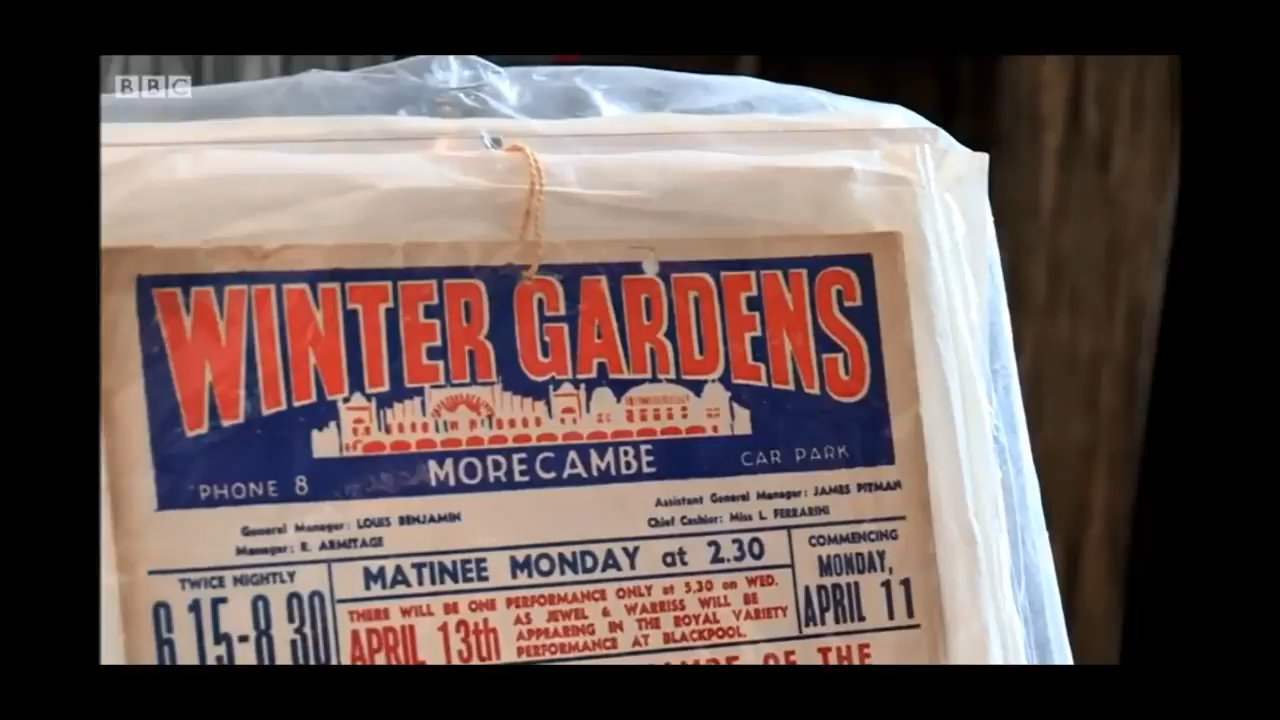 BBC
WINTER GARDENS
PHONE 8
MORECAMBE
CAR PARK
General Manager: LOUIS BENJAMIN
Manager: R. ARMITAGE
Assistant General Manager: JAMES PITMAN
Chief Cashier: Miss L. FERRARINI
TWICE NIGHTLY
6.15-8.30
MATINEE MONDAY at 2.30
THERE WILL BE ONE PERFORMANCE ONLY at 5.30 on WED.
APRIL 13th
AS JEWEL & WARRISS WILL BE
APPEARING IN THE ROYAL VARIETY
PERFORMANCE AT BLACKPOOL.
COMMENCING
MONDAY,
APRIL 11
OF THE